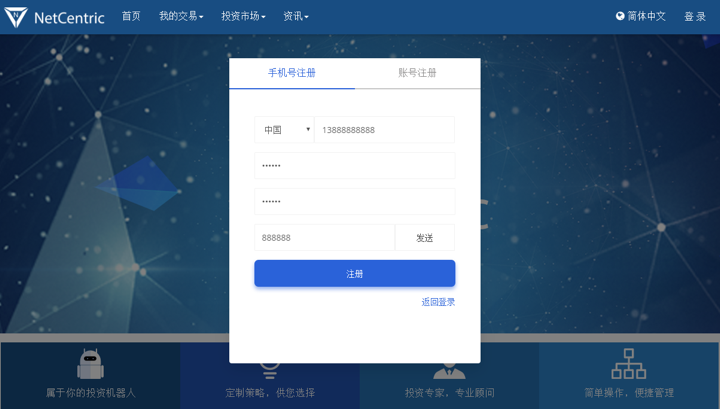 NetCentric 首页 我的交易 投资市场 资讯 简体中文 登录
手机号注册 账号注册
中国 13888888888
••••••
••••••
888888 发送
注册
返回登录
属于你的投资机器人 定制策略，供您选择 投资专家，专业顾问 简单操作，便捷管理